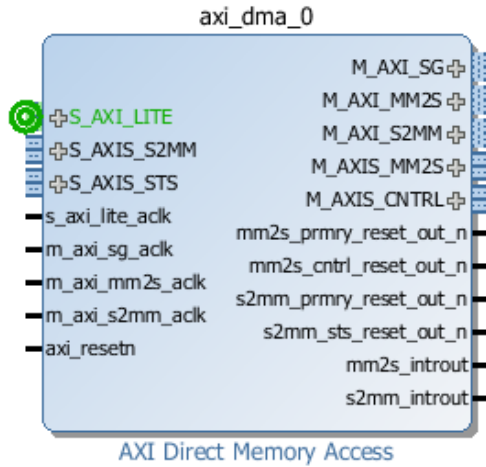 axi_dma_0
S_AXI_LITE
S_AXIS_S2MM
S_AXIS_STS
s_axi_lite_aclk
m_axi_sg_aclk
m_axi_mm2s_aclk
m_axi_s2mm_aclk
axi_resetn
M_AXI_SG
M_AXI_MM2S
M_AXI_S2MM
M_AXIS_MM2S
M_AXIS_CNTRL
mm2s_prmry_reset_out_n
mm2s_cntrl_reset_out_n
s2mm_prmry_reset_out_n
s2mm_sts_reset_out_n
mm2s_introut
s2mm_introut
AXI Direct Memory Access